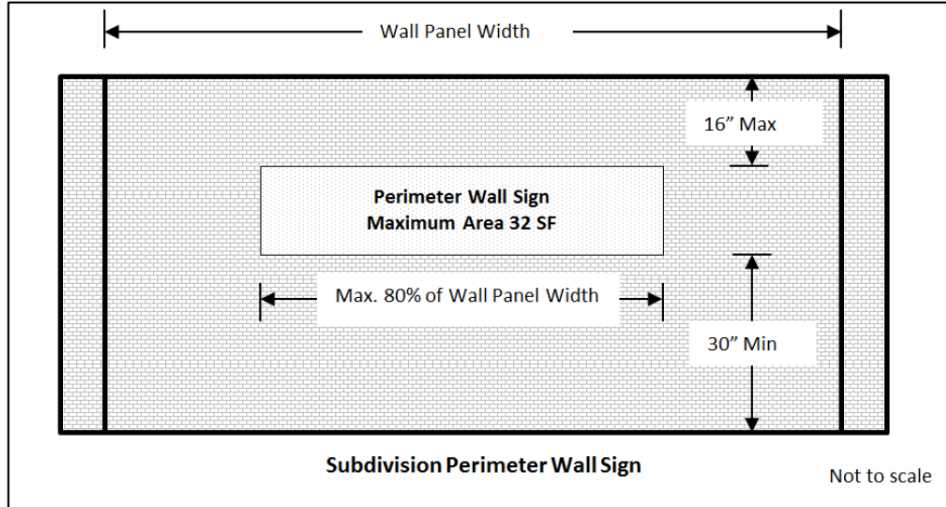 Wall Panel Width
16” Max
Perimeter Wall Sign
Maximum Area 32 SF
Max. 80% of Wall Panel Width
30” Min
Subdivision Perimeter Wall Sign
Not to scale